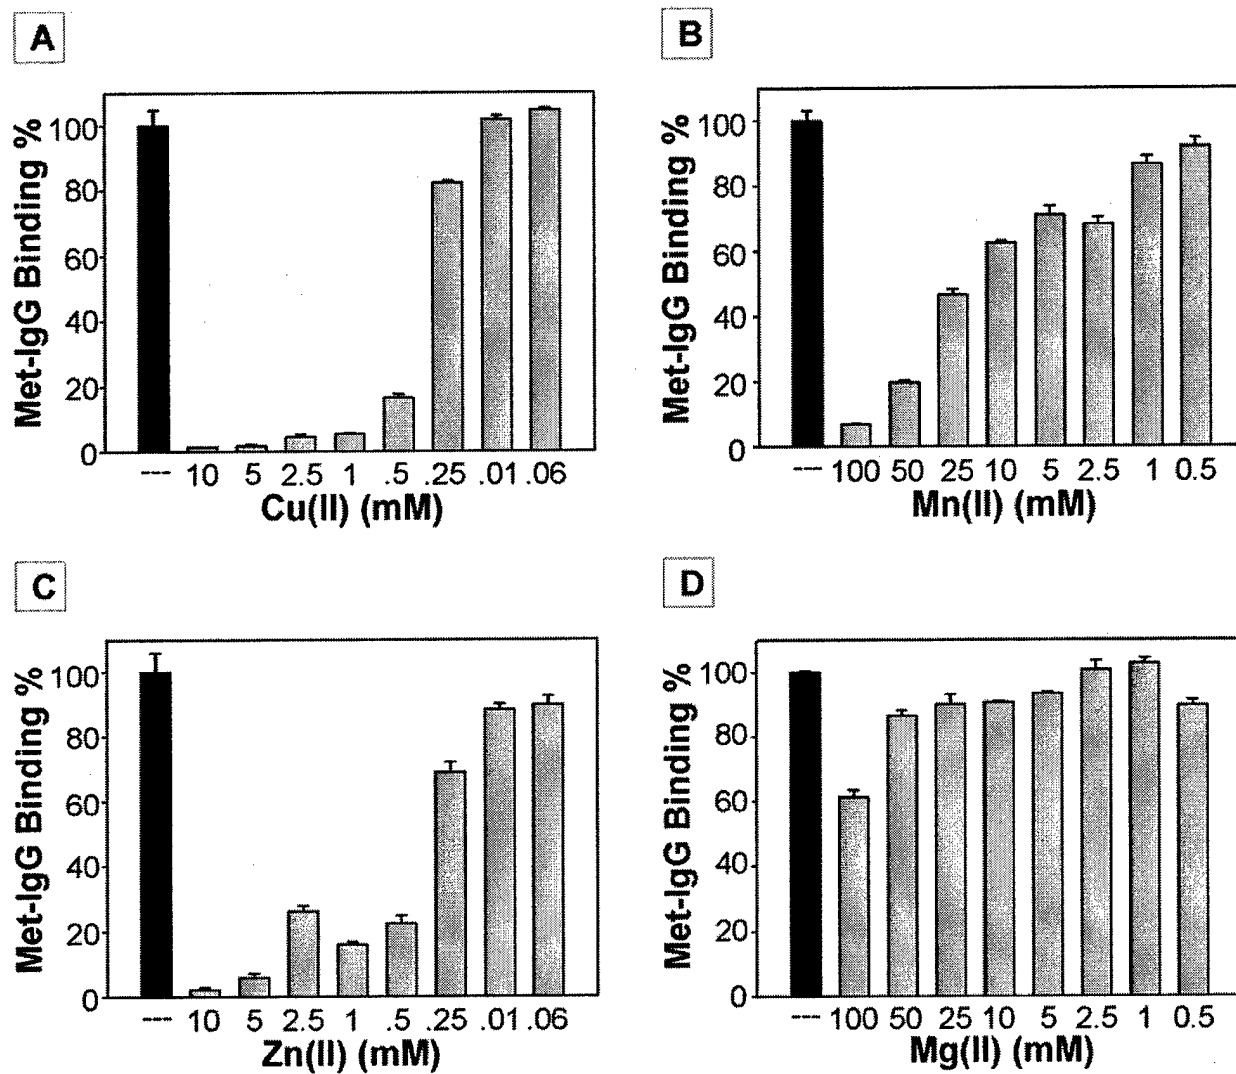 A
Met-IgG Binding %
100
80
60
40
20
0
--- 10 5 2.5 1 .5 .25 .01 .06
Cu(II) (mM)
B
Met-IgG Binding %
100
80
60
40
20
0
--- 100 50 25 10 5 2.5 1 0.5
Mn(II) (mM)
C
Met-IgG Binding %
100
80
60
40
20
0
--- 10 5 2.5 1 .5 .25 .01 .06
Zn(II) (mM)
D
Met-IgG Binding %
100
80
60
40
20
0
--- 100 50 25 10 5 2.5 1 0.5
Mg(II) (mM)